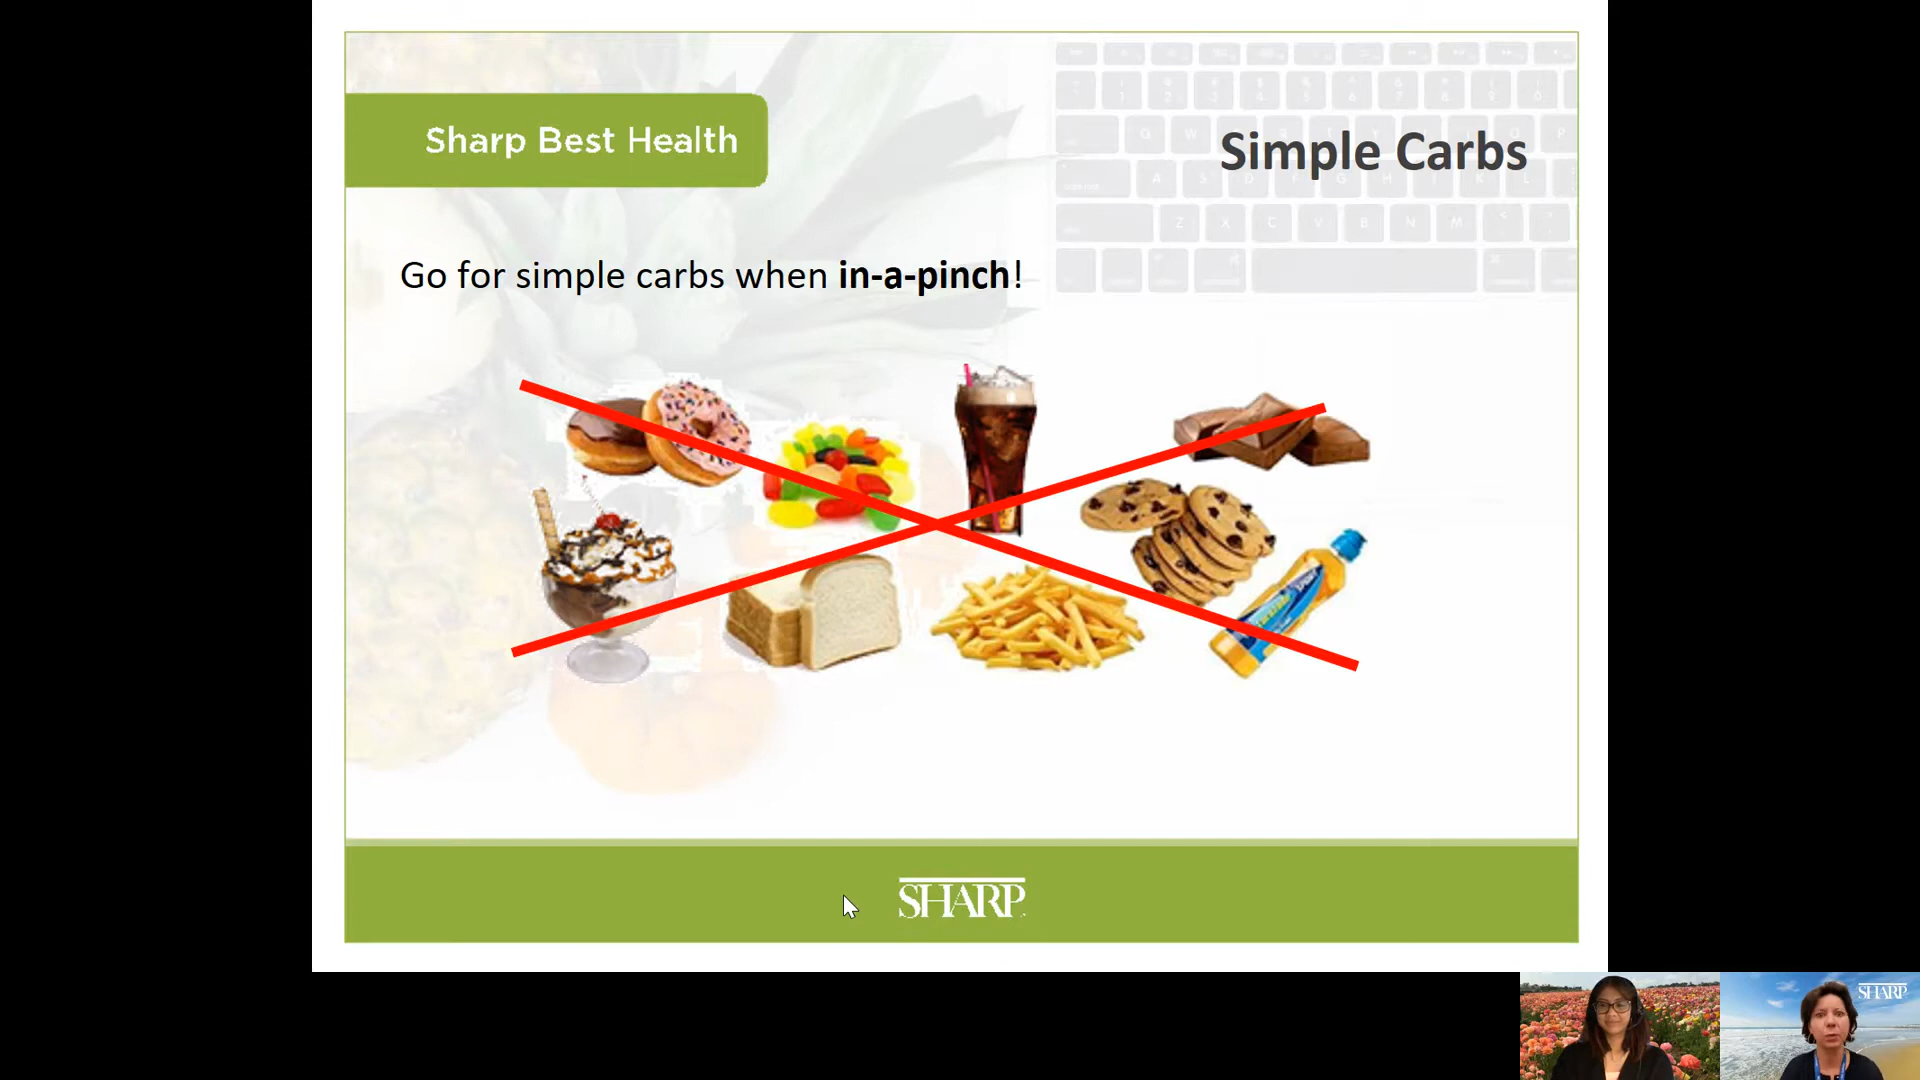 Sharp Best Health
Simple Carbs
Go for simple carbs when in-a-pinch!
SHARP
SHARP